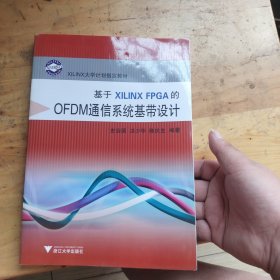 XILINX大学计划指定教材
基于 XILINX FPGA 的
OFDM通信系统基带设计
史治国 洪少华 陈抗生 编著
浙江大学出版社